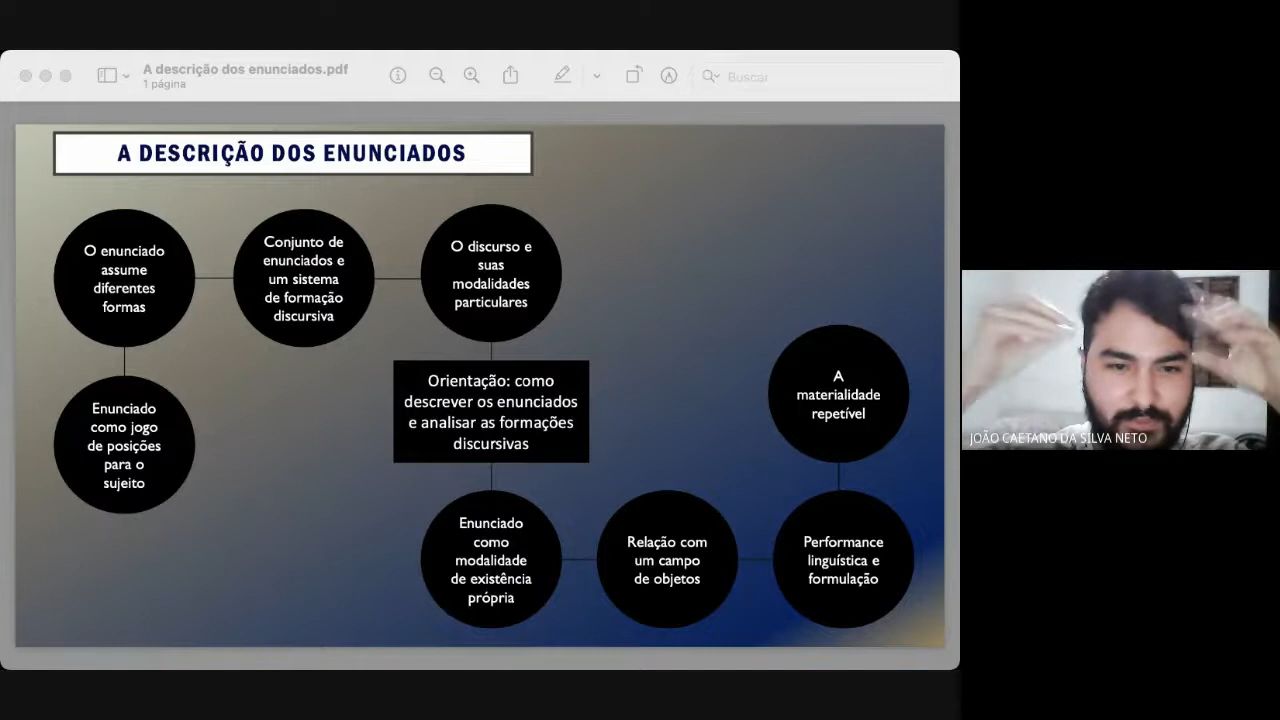 A descrição dos enunciados.pdf
1 página
Buscar
A DESCRIÇÃO DOS ENUNCIADOS
O enunciado
assume
diferentes
formas
Conjunto de
enunciados e
um sistema
de formação
discursiva
O discurso e
suas
modalidades
particulares
Enunciado
como jogo
de posições
para o
sujeito
Orientação: como
descrever os enunciados
e analisar as formações
discursivas
A
materialidade
repetível
Enunciado
como
modalidade
de existência
própria
Relação com
um campo
de objetos
Performance
linguística e
formulação
JOÃO CAETANO DA SILVA NETO